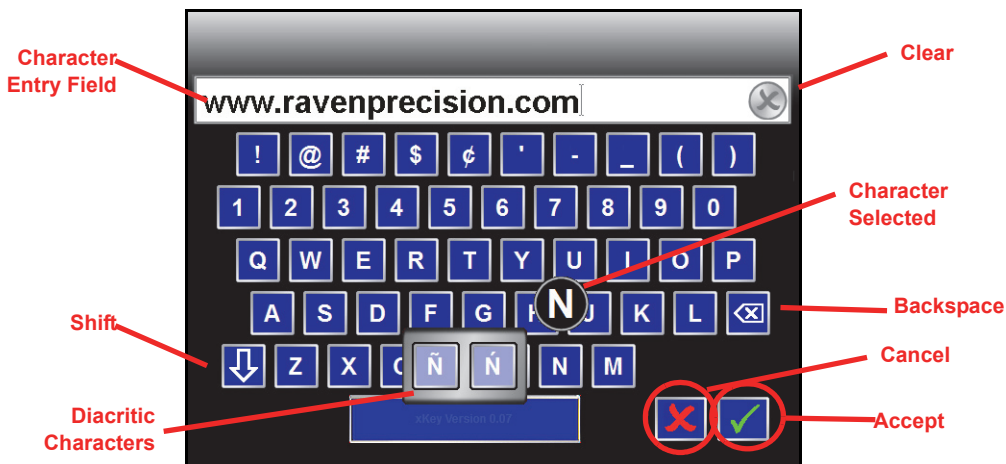 Character
Entry Field
Clear
www.ravenprecision.com
! @ # $ ¢ ' - _ ( )
1 2 3 4 5 6 7 8 9 0
Character
Selected
Q W E R T Y U I O P
A S D F G N J K L
Backspace
Shift
Z X C Ñ Ń N M
Cancel
Diacritic
Characters
xKey Version 0.07
Accept